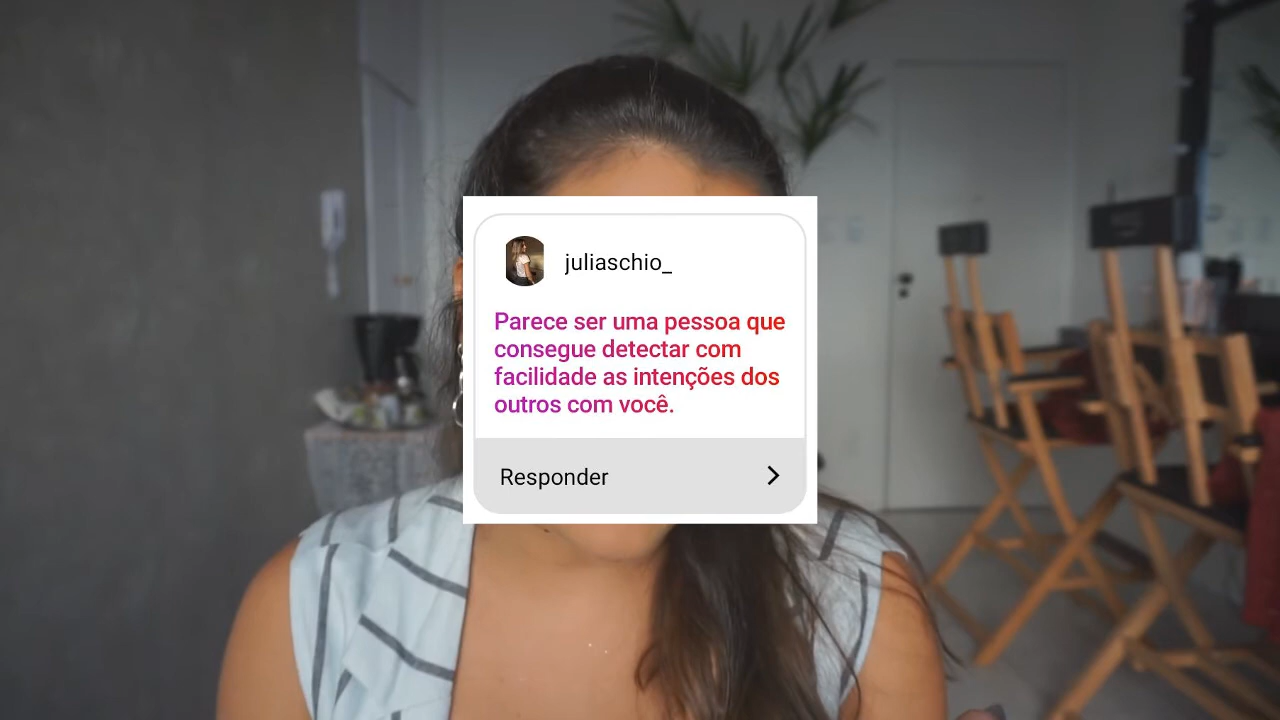 juliaschio_
Parece ser uma pessoa que
consegue detectar com
facilidade as intenções dos
outros com você.
Responder